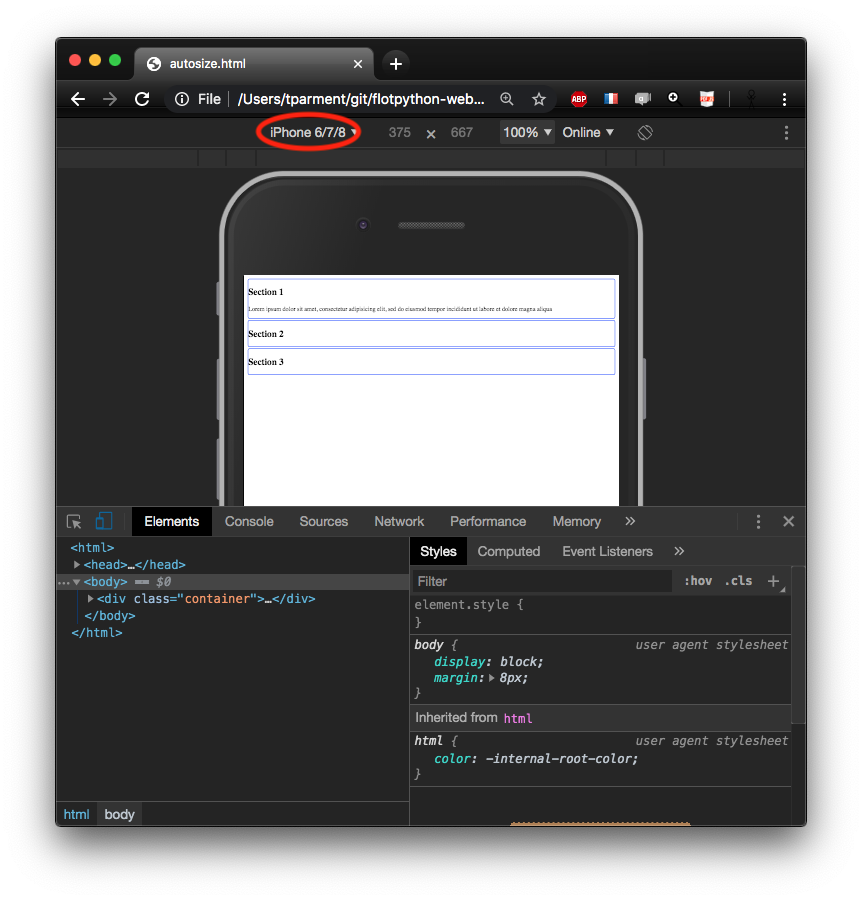 autosize.html
File /Users/tparment/git/flotpython-web...
ABP
iPhone 6/7/8 375 × 667 100% Online
Section 1
Lorem ipsum dolor sit amet, consectetur adipisicing elit, sed do eiusmod tempor incididunt ut labore et dolore magna aliqua
Section 2
Section 3
Elements Console Sources Network Performance Memory »
Styles Computed Event Listeners »
<html>
<head>…</head>
<body> == $0
<div class="container">…</div>
</body>
</html>
Filter :hov .cls +
element.style {
}
body { user agent stylesheet
display: block;
margin: 8px;
}
Inherited from html
html { user agent stylesheet
color: -internal-root-color;
}
html body